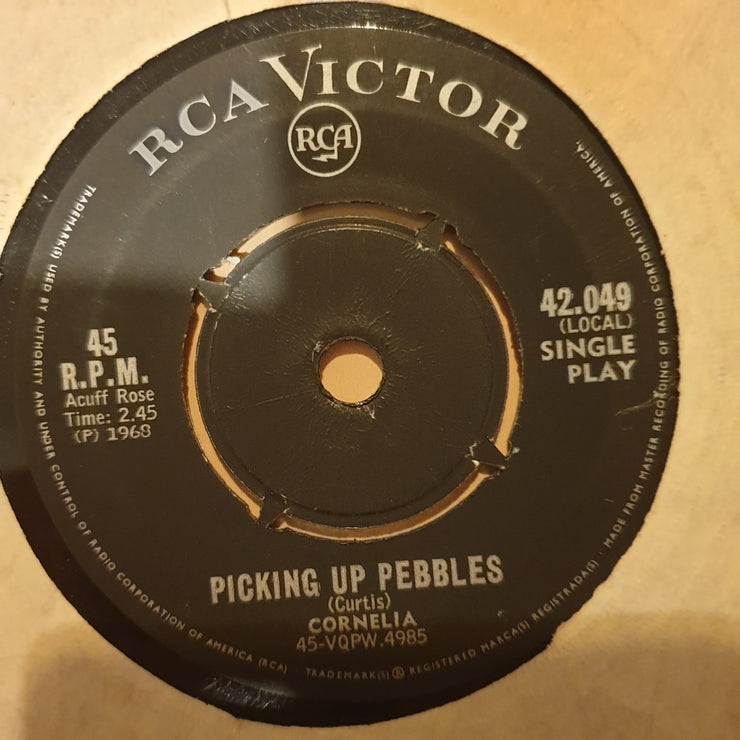 RCA VICTOR
RCA
45
R.P.M.
Acuff Rose
Time: 2.45
(P) 1968
42.049
(LOCAL)
SINGLE
PLAY
PICKING UP PEBBLES
(Curtis)
CORNELIA
45-VQPW.4985
TRADEMARK(S) USED BY AUTHORITY AND UNDER CONTROL OF RADIO CORPORATION OF AMERICA (RCA) · TRADEMARK(S) ® REGISTERED MARCA(S) REGISTRADA(S) · MADE FROM MASTER RECORDING OF RADIO CORPORATION OF AMERICA.